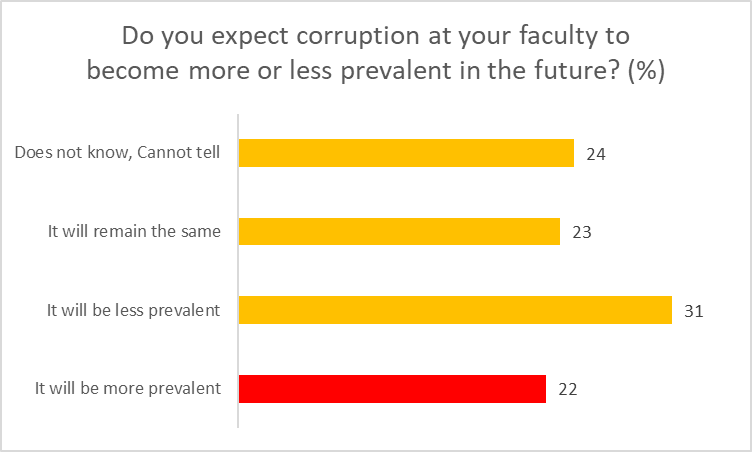 Do you expect corruption at your faculty to
become more or less prevalent in the future? (%)
Does not know, Cannot tell
24
It will remain the same
23
It will be less prevalent
31
It will be more prevalent
22